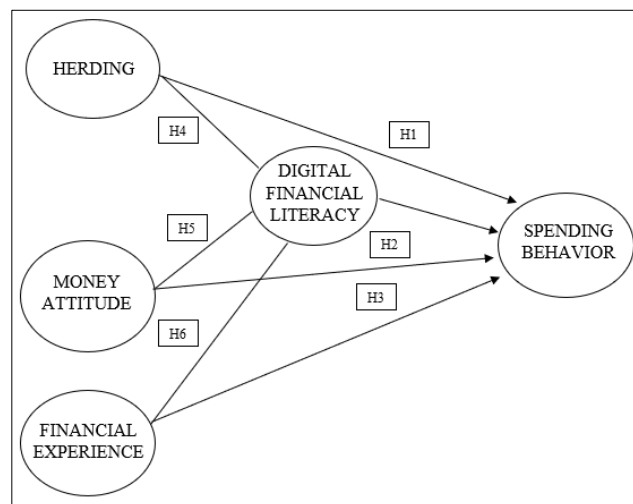 HERDING
H1
H4
DIGITAL
FINANCIAL
LITERACY
SPENDING
BEHAVIOR
H5
H2
MONEY
ATTITUDE
H3
H6
FINANCIAL
EXPERIENCE